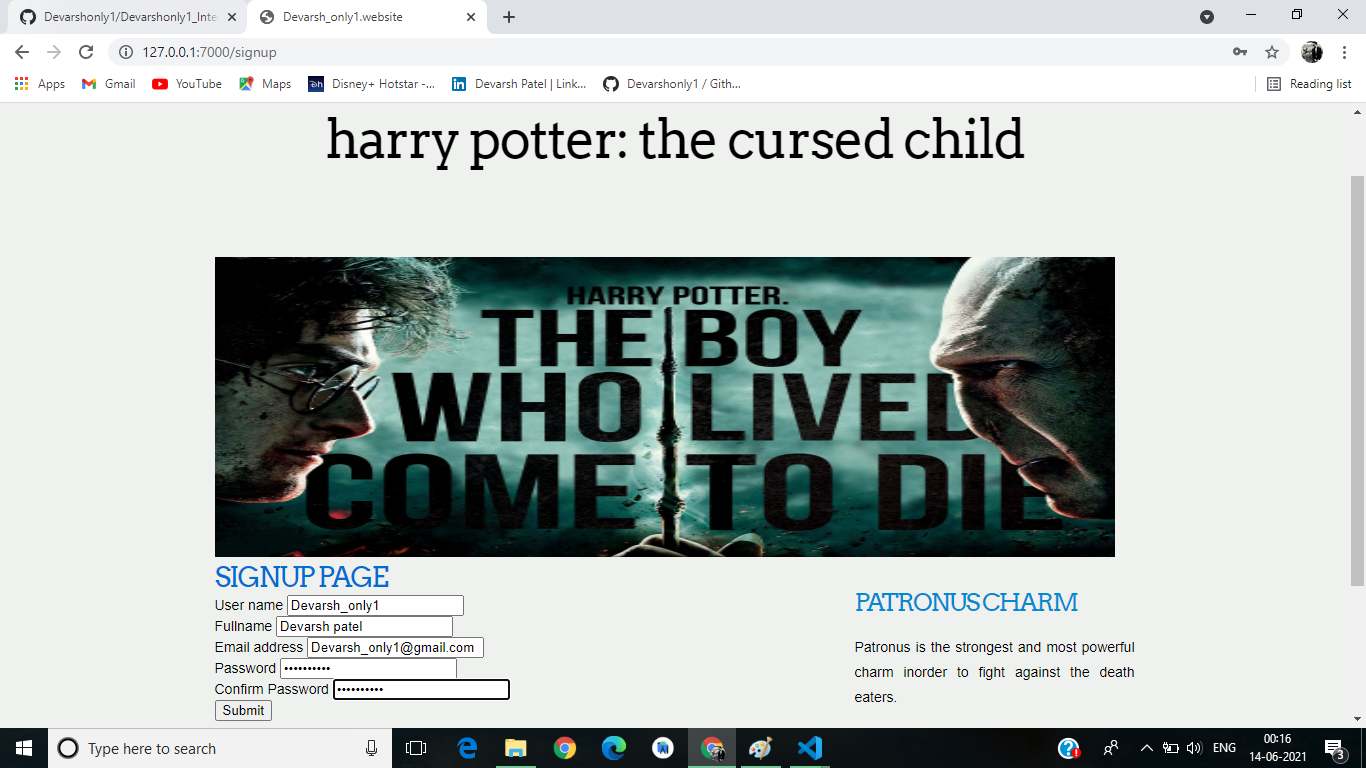 Devarshonly1/Devarshonly1_Inte
Devarsh_only1.website
127.0.0.1:7000/signup
Apps
Gmail
YouTube
Maps
Disney+ Hotstar -...
Devarsh Patel | Link...
Devarshonly1 / Gith...
Reading list
harry potter: the cursed child
HARRY POTTER.
THE BOY
WHO LIVED
COME TO DIE
SIGNUP PAGE
User name Devarsh_only1
Fullname Devarsh patel
Email address Devarsh_only1@gmail.com
Password ••••••••••
Confirm Password ••••••••••
Submit
PATRONUS CHARM
Patronus is the strongest and most powerful
charm inorder to fight against the death
eaters.
Type here to search
ENG
00:16
14-06-2021
3